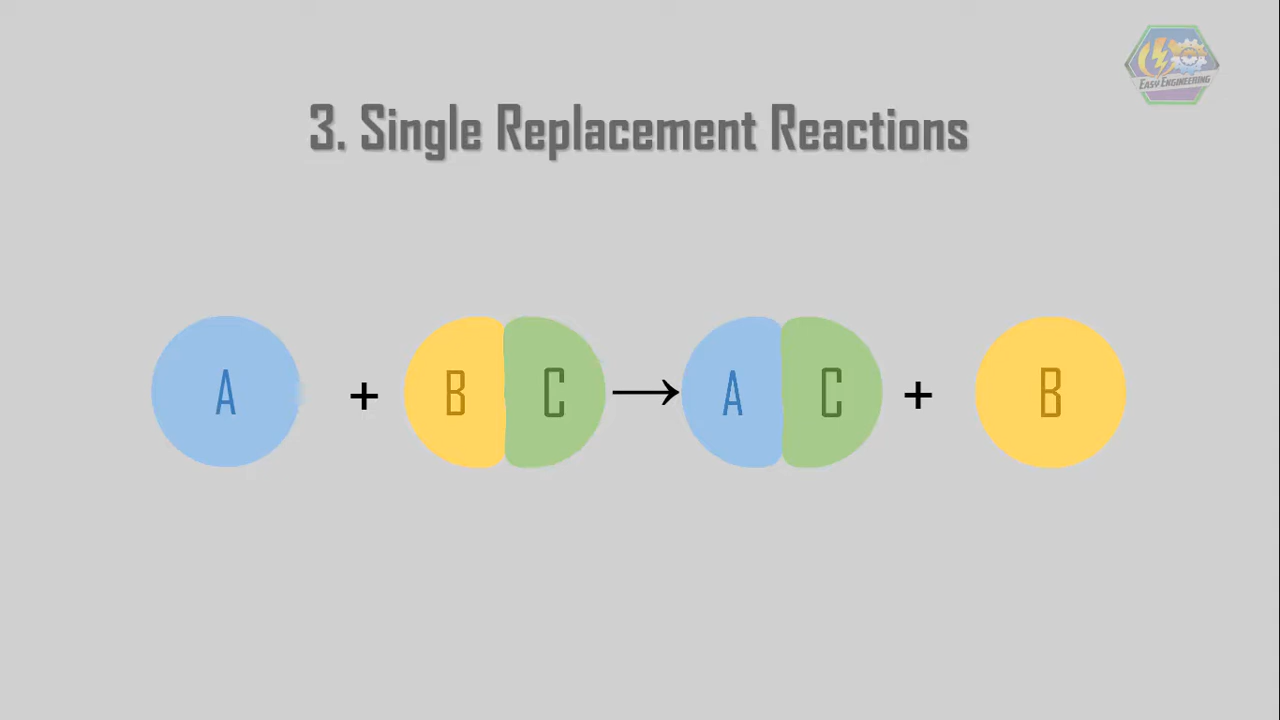 EASY ENGINEERING
3. Single Replacement Reactions
A + B C → A C + B